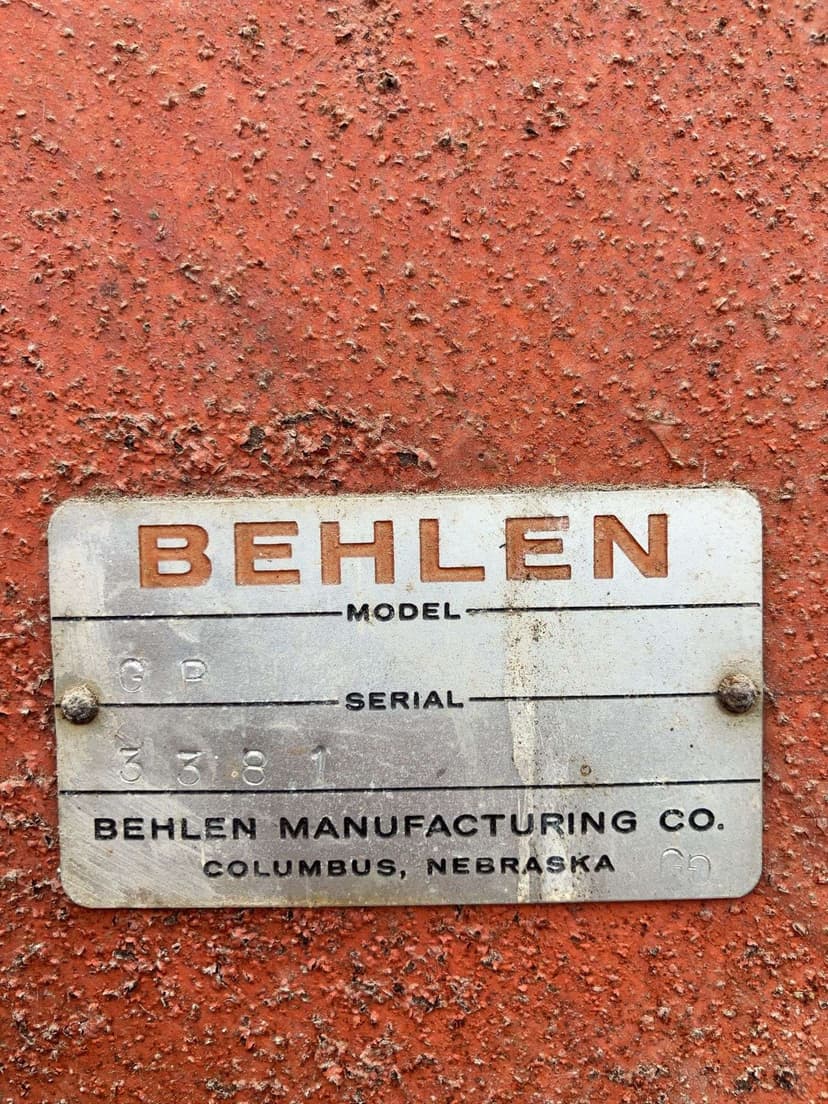 BEHLEN
MODEL
G P
SERIAL
3 3 8 1
BEHLEN MANUFACTURING CO.
COLUMBUS, NEBRASKA